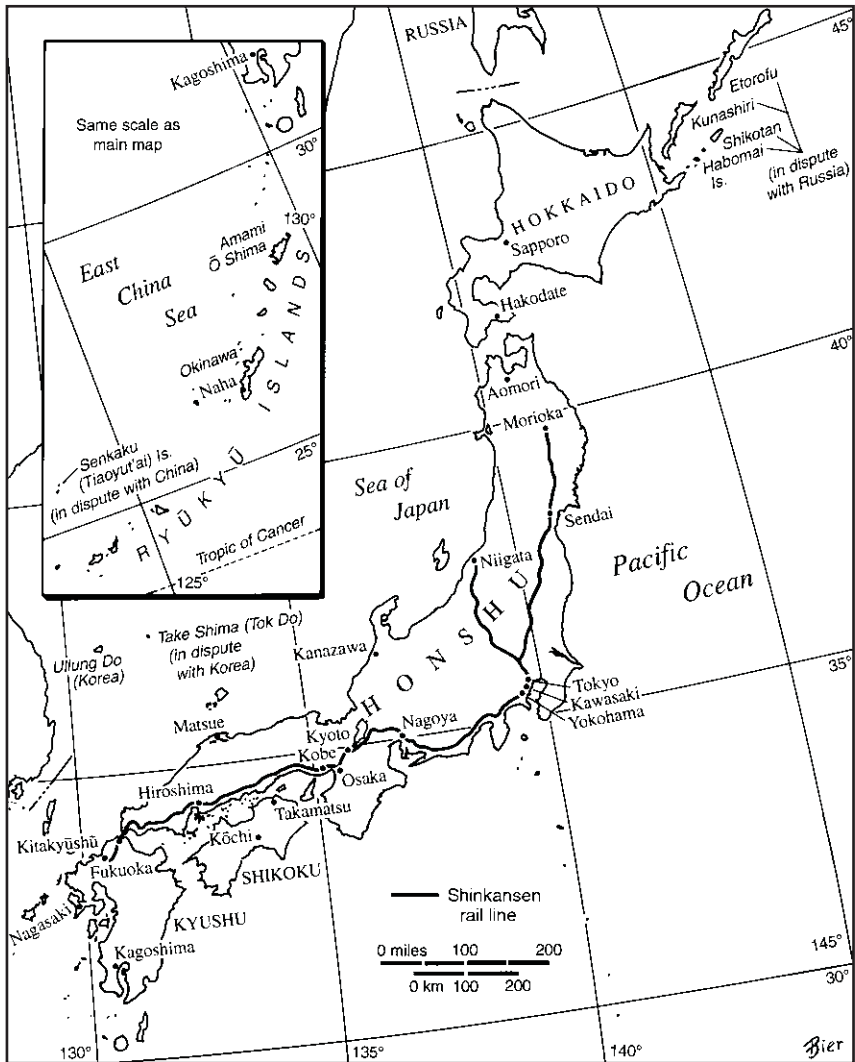 RUSSIA
45°
Kagoshima
Same scale as
main map
30°
130°
Amami
Ō Shima
East
China
Sea
Okinawa
Naha
Senkaku
(Tiaoyut'ai) Is.
(in dispute with China)
25°
RYŪKYŪ ISLANDS
Tropic of Cancer
125°
Etorofu
Kunashiri
Shikotan
Habomai
Is.
(in dispute
with Russia)
HOKKAIDO
Sapporo
Hakodate
40°
Aomori
Morioka
Sea of
Japan
Sendai
Niigata
Pacific
Ocean
HONSHU
Take Shima (Tok Do)
(in dispute
with Korea)
Ullung Do
(Korea)
Kanazawa
35°
Tokyo
Kawasaki
Yokohama
Matsue
Kyoto
Kobe
Nagoya
Osaka
Hiroshima
Takamatsu
Kitakyūshū
Kōchi
Fukuoka
SHIKOKU
Nagasaki
KYUSHU
Kagoshima
Shinkansen
rail line
0 miles 100 200
0 km 100 200
145°
30°
130°
135°
140°
Bier